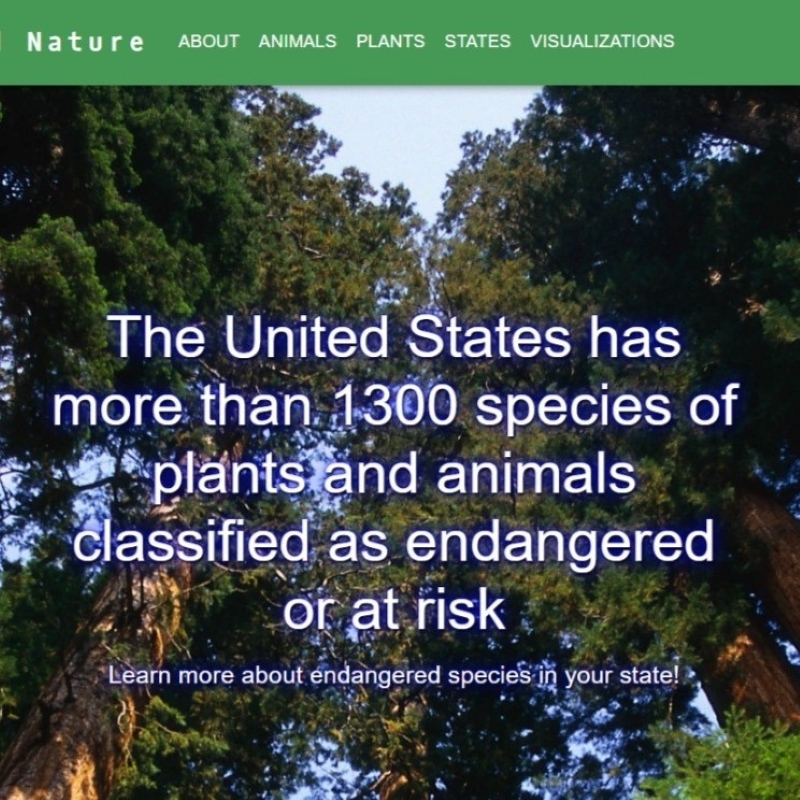 Nature ABOUT ANIMALS PLANTS STATES VISUALIZATIONS
The United States has
more than 1300 species of
plants and animals
classified as endangered
or at risk
Learn more about endangered species in your state!